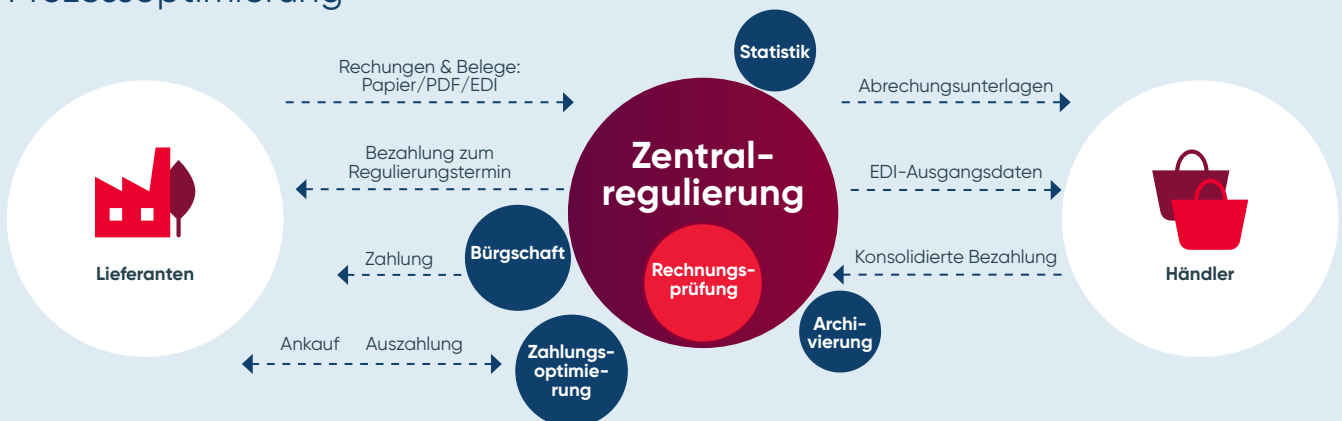 Prozessoptimierung
Statistik
Rechungen & Belege:
Papier/PDF/EDI
Abrechungsunterlagen
Zentral-
regulierung
Bezahlung zum
Regulierungstermin
EDI-Ausgangsdaten
Lieferanten
Zahlung
Bürgschaft
Rechnungs-
prüfung
Konsolidierte Bezahlung
Händler
Archi-
vierung
Ankauf Auszahlung
Zahlungs-
optimie-
rung